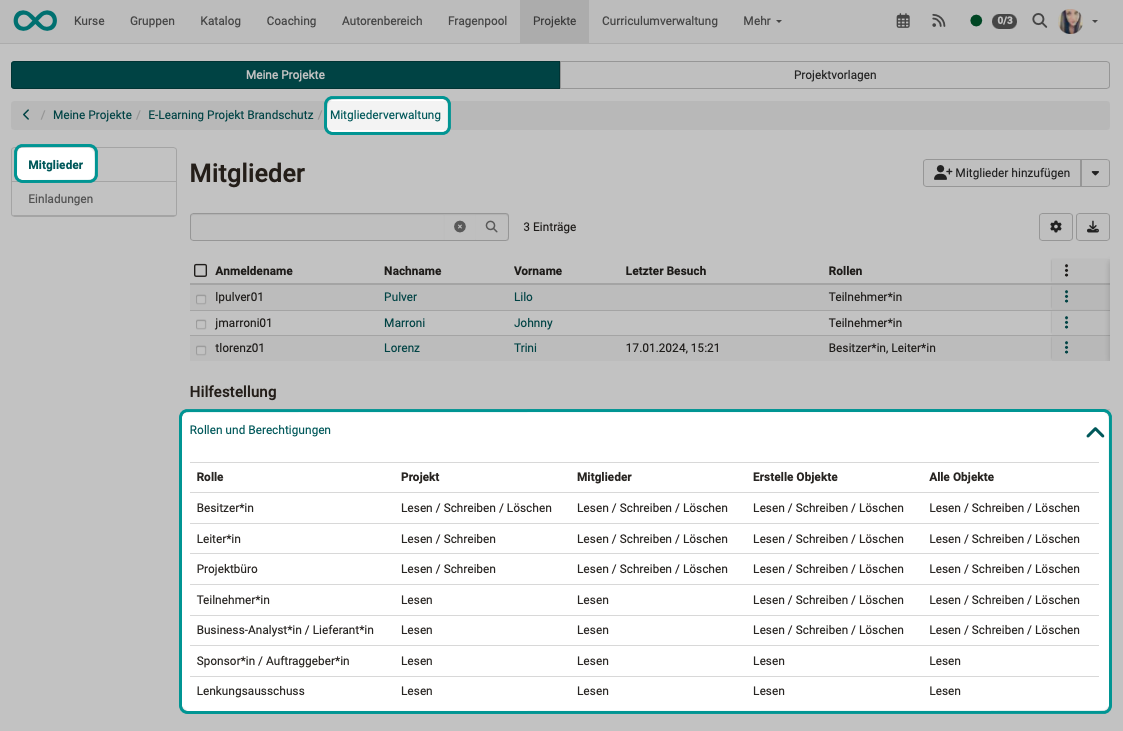 Kurse Gruppen Katalog Coaching Autorenbereich Fragenpool Projekte Curriculumverwaltung Mehr 0/3
Meine Projekte Projektvorlagen
/ Meine Projekte / E-Learning Projekt Brandschutz / Mitgliederverwaltung
Mitglieder
Einladungen
Mitglieder
Mitglieder hinzufügen
3 Einträge
Anmeldename Nachname Vorname Letzter Besuch Rollen
lpulver01 Pulver Lilo Teilnehmer*in
jmarroni01 Marroni Johnny Teilnehmer*in
tlorenz01 Lorenz Trini 17.01.2024, 15:21 Besitzer*in, Leiter*in
Hilfestellung
Rollen und Berechtigungen
Rolle Projekt Mitglieder Erstelle Objekte Alle Objekte
Besitzer*in Lesen / Schreiben / Löschen Lesen / Schreiben / Löschen Lesen / Schreiben / Löschen Lesen / Schreiben / Löschen
Leiter*in Lesen / Schreiben Lesen / Schreiben / Löschen Lesen / Schreiben / Löschen Lesen / Schreiben / Löschen
Projektbüro Lesen / Schreiben Lesen / Schreiben / Löschen Lesen / Schreiben / Löschen Lesen / Schreiben / Löschen
Teilnehmer*in Lesen Lesen Lesen / Schreiben / Löschen Lesen / Schreiben / Löschen
Business-Analyst*in / Lieferant*in Lesen Lesen Lesen / Schreiben / Löschen Lesen / Schreiben / Löschen
Sponsor*in / Auftraggeber*in Lesen Lesen Lesen Lesen
Lenkungsausschuss Lesen Lesen Lesen Lesen